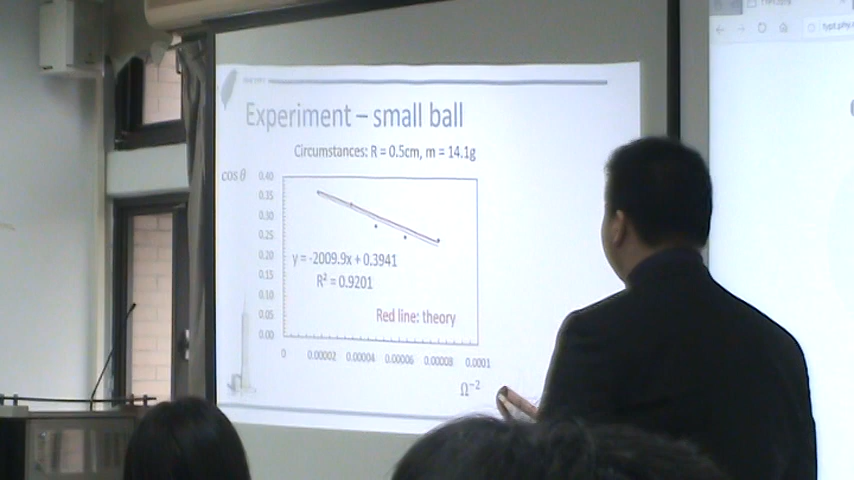 Experiment – small ball
Circumstances: R = 0.5cm, m = 14.1g
cos θ
0.40
0.35
0.30
0.25
0.20
0.15
0.10
0.05
0.00
y = -2009.9x + 0.3941
R² = 0.9201
Red line: theory
0 0.00002 0.00004 0.00006 0.00008 0.0001
Ω⁻²